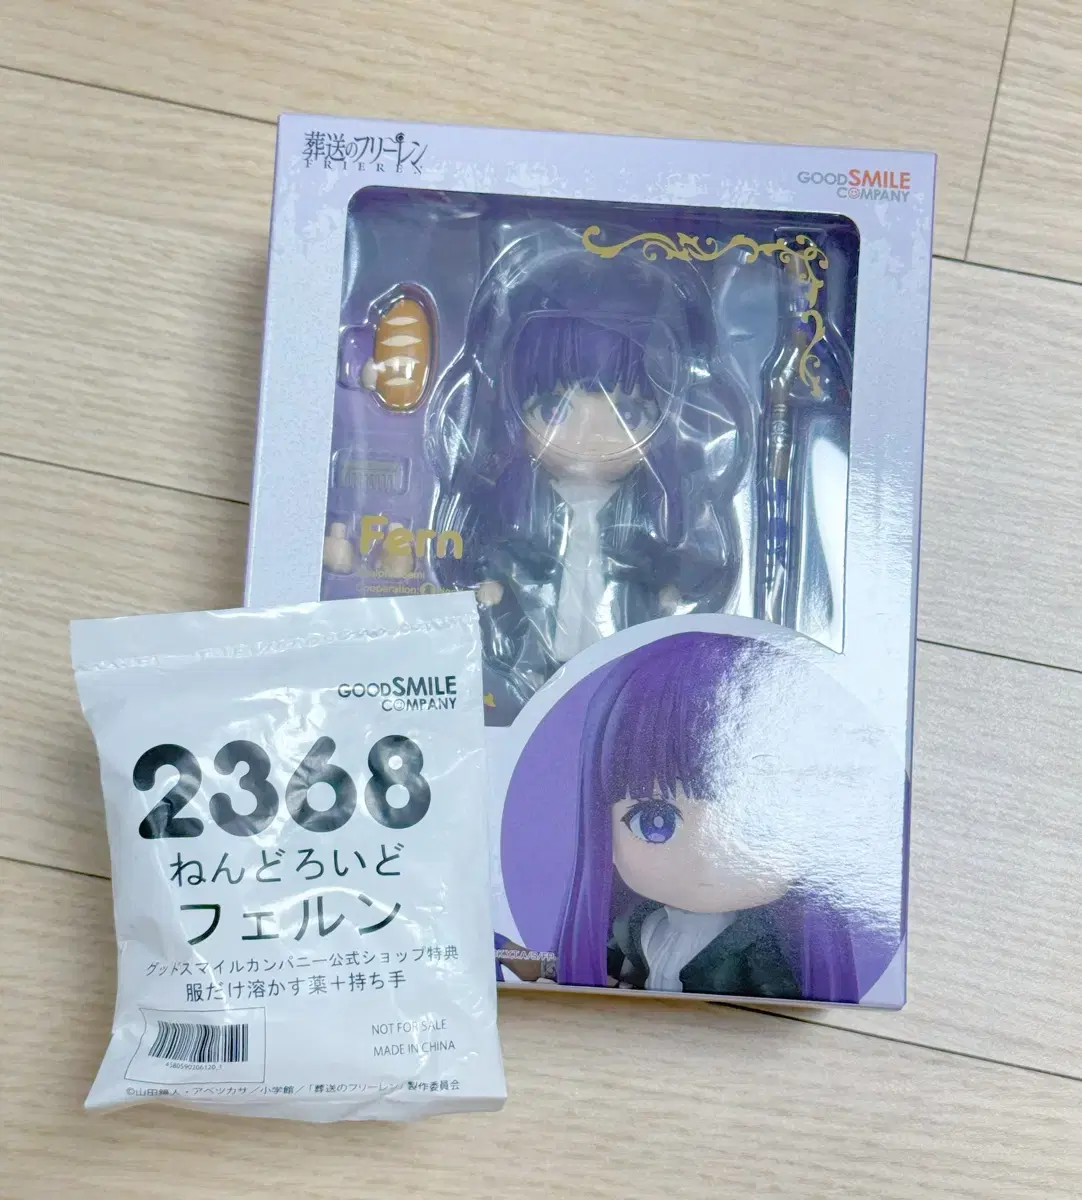 葬送のフリーレン
FRIEREN
GOOD SMILE
COMPANY
Fern
GOOD SMILE
COMPANY
2368
ねんどろいど
フェルン
グッドスマイルカンパニー公式ショップ特典
服だけ溶かす薬＋持ち手
NOT FOR SALE
MADE IN CHINA
©山田鐘人・アベツカサ／小学館／「葬送のフリーレン」製作委員会